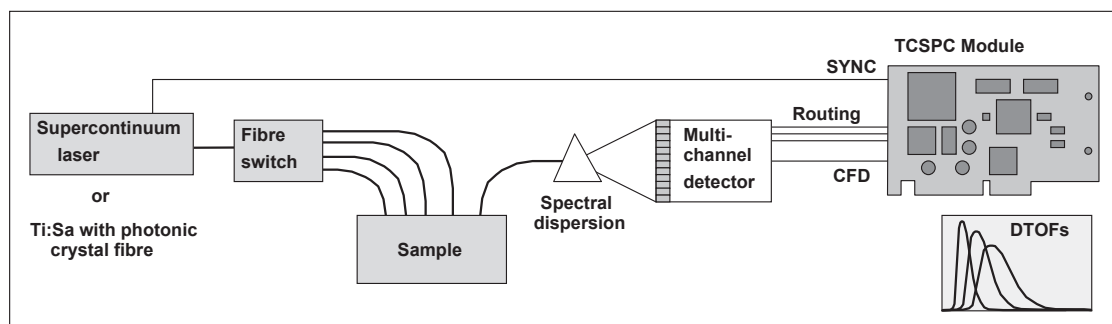 TCSPC Module
SYNC
Supercontinuum
laser
or
Ti:Sa with photonic
crystal fibre
Fibre
switch
Sample
Spectral
dispersion
Multi-
channel
detector
Routing
CFD
DTOFs